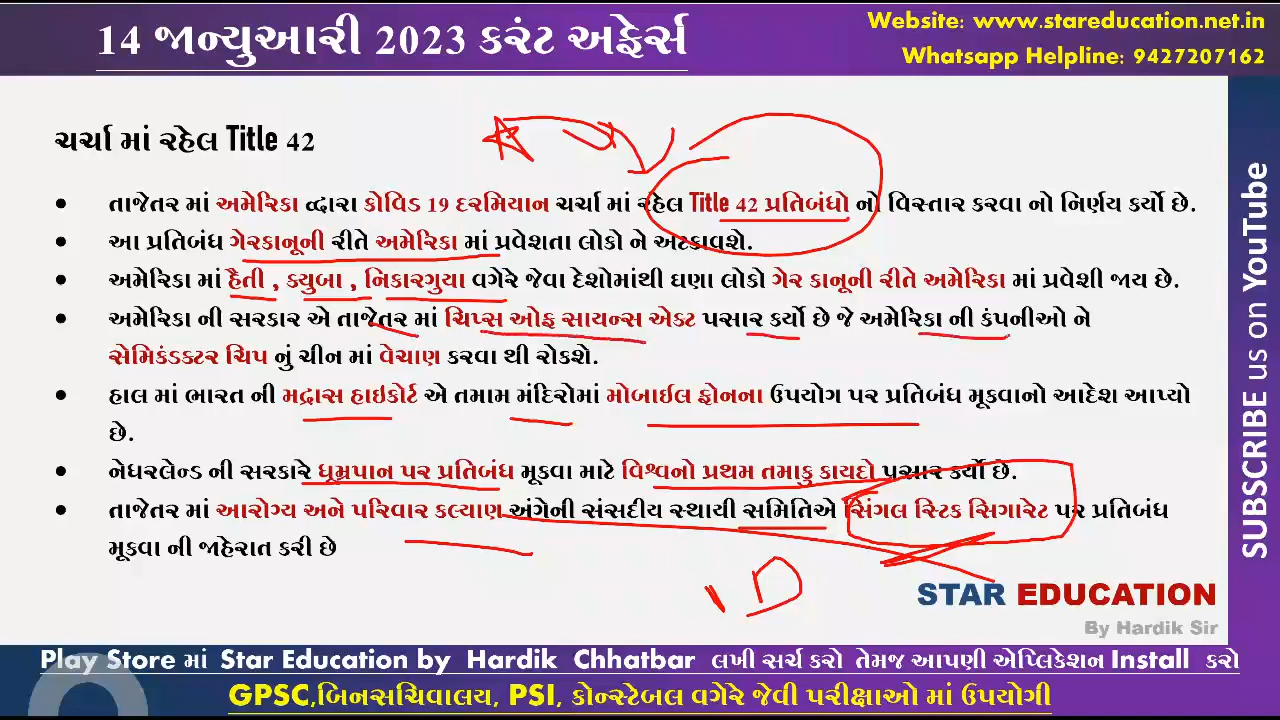 14 જાન્યુઆરી 2023 કરંટ અફેર્સ
Website: www.stareducation.net.in
Whatsapp Helpline: 9427207162
ચર્ચા માં રહેલ Title 42
• તાજેતર માં અમેરિકા વ્દારા કોવિડ 19 દરમિયાન ચર્ચા માં રહેલ Title 42 પ્રતિબંધો નો વિસ્તાર કરવા નો નિર્ણય કર્યો છે.
• આ પ્રતિબંધ ગેરકાનૂની રીતે અમેરિકા માં પ્રવેશતા લોકો ને અટકાવશે.
• અમેરિકા માં હૈતી , ક્યુબા , નિકારગુયા વગેરે જેવા દેશોમાંથી ઘણા લોકો ગેર કાનૂની રીતે અમેરિકા માં પ્રવેશી જાય છે.
• અમેરિકા ની સરકાર એ તાજેતર માં ચિપ્સ ઓફ સાયન્સ એક્ટ પસાર કર્યો છે જે અમેરિકા ની કંપનીઓ ને
સેમિકંડક્ટર ચિપ નું ચીન માં વેચાણ કરવા થી રોકશે.
• હાલ માં ભારત ની મદ્રાસ હાઇકોર્ટ એ તમામ મંદિરોમાં મોબાઈલ ફોનના ઉપયોગ પર પ્રતિબંધ મૂકવાનો આદેશ આપ્યો
છે.
• નેધરલેન્ડ ની સરકારે ધૂમ્રપાન પર પ્રતિબંધ મૂકવા માટે વિશ્વનો પ્રથમ તમાકુ કાયદો પસાર કર્યો છે.
• તાજેતર માં આરોગ્ય અને પરિવાર કલ્યાણ અંગેની સંસદીય સ્થાયી સમિતિએ સિંગલ સ્ટિક સિગારેટ પર પ્રતિબંધ
મૂકવા ની જાહેરાત કરી છે
STAR EDUCATION
By Hardik Sir
SUBSCRIBE us on YouTube
Play Store માં Star Education by Hardik Chhatbar લખી સર્ચ કરો તેમજ આપણી એપ્લિકેશન Install કરો
GPSC,બિનસચિવાલય, PSI, કોન્સ્ટેબલ વગેરે જેવી પરીક્ષાઓ માં ઉપયોગી